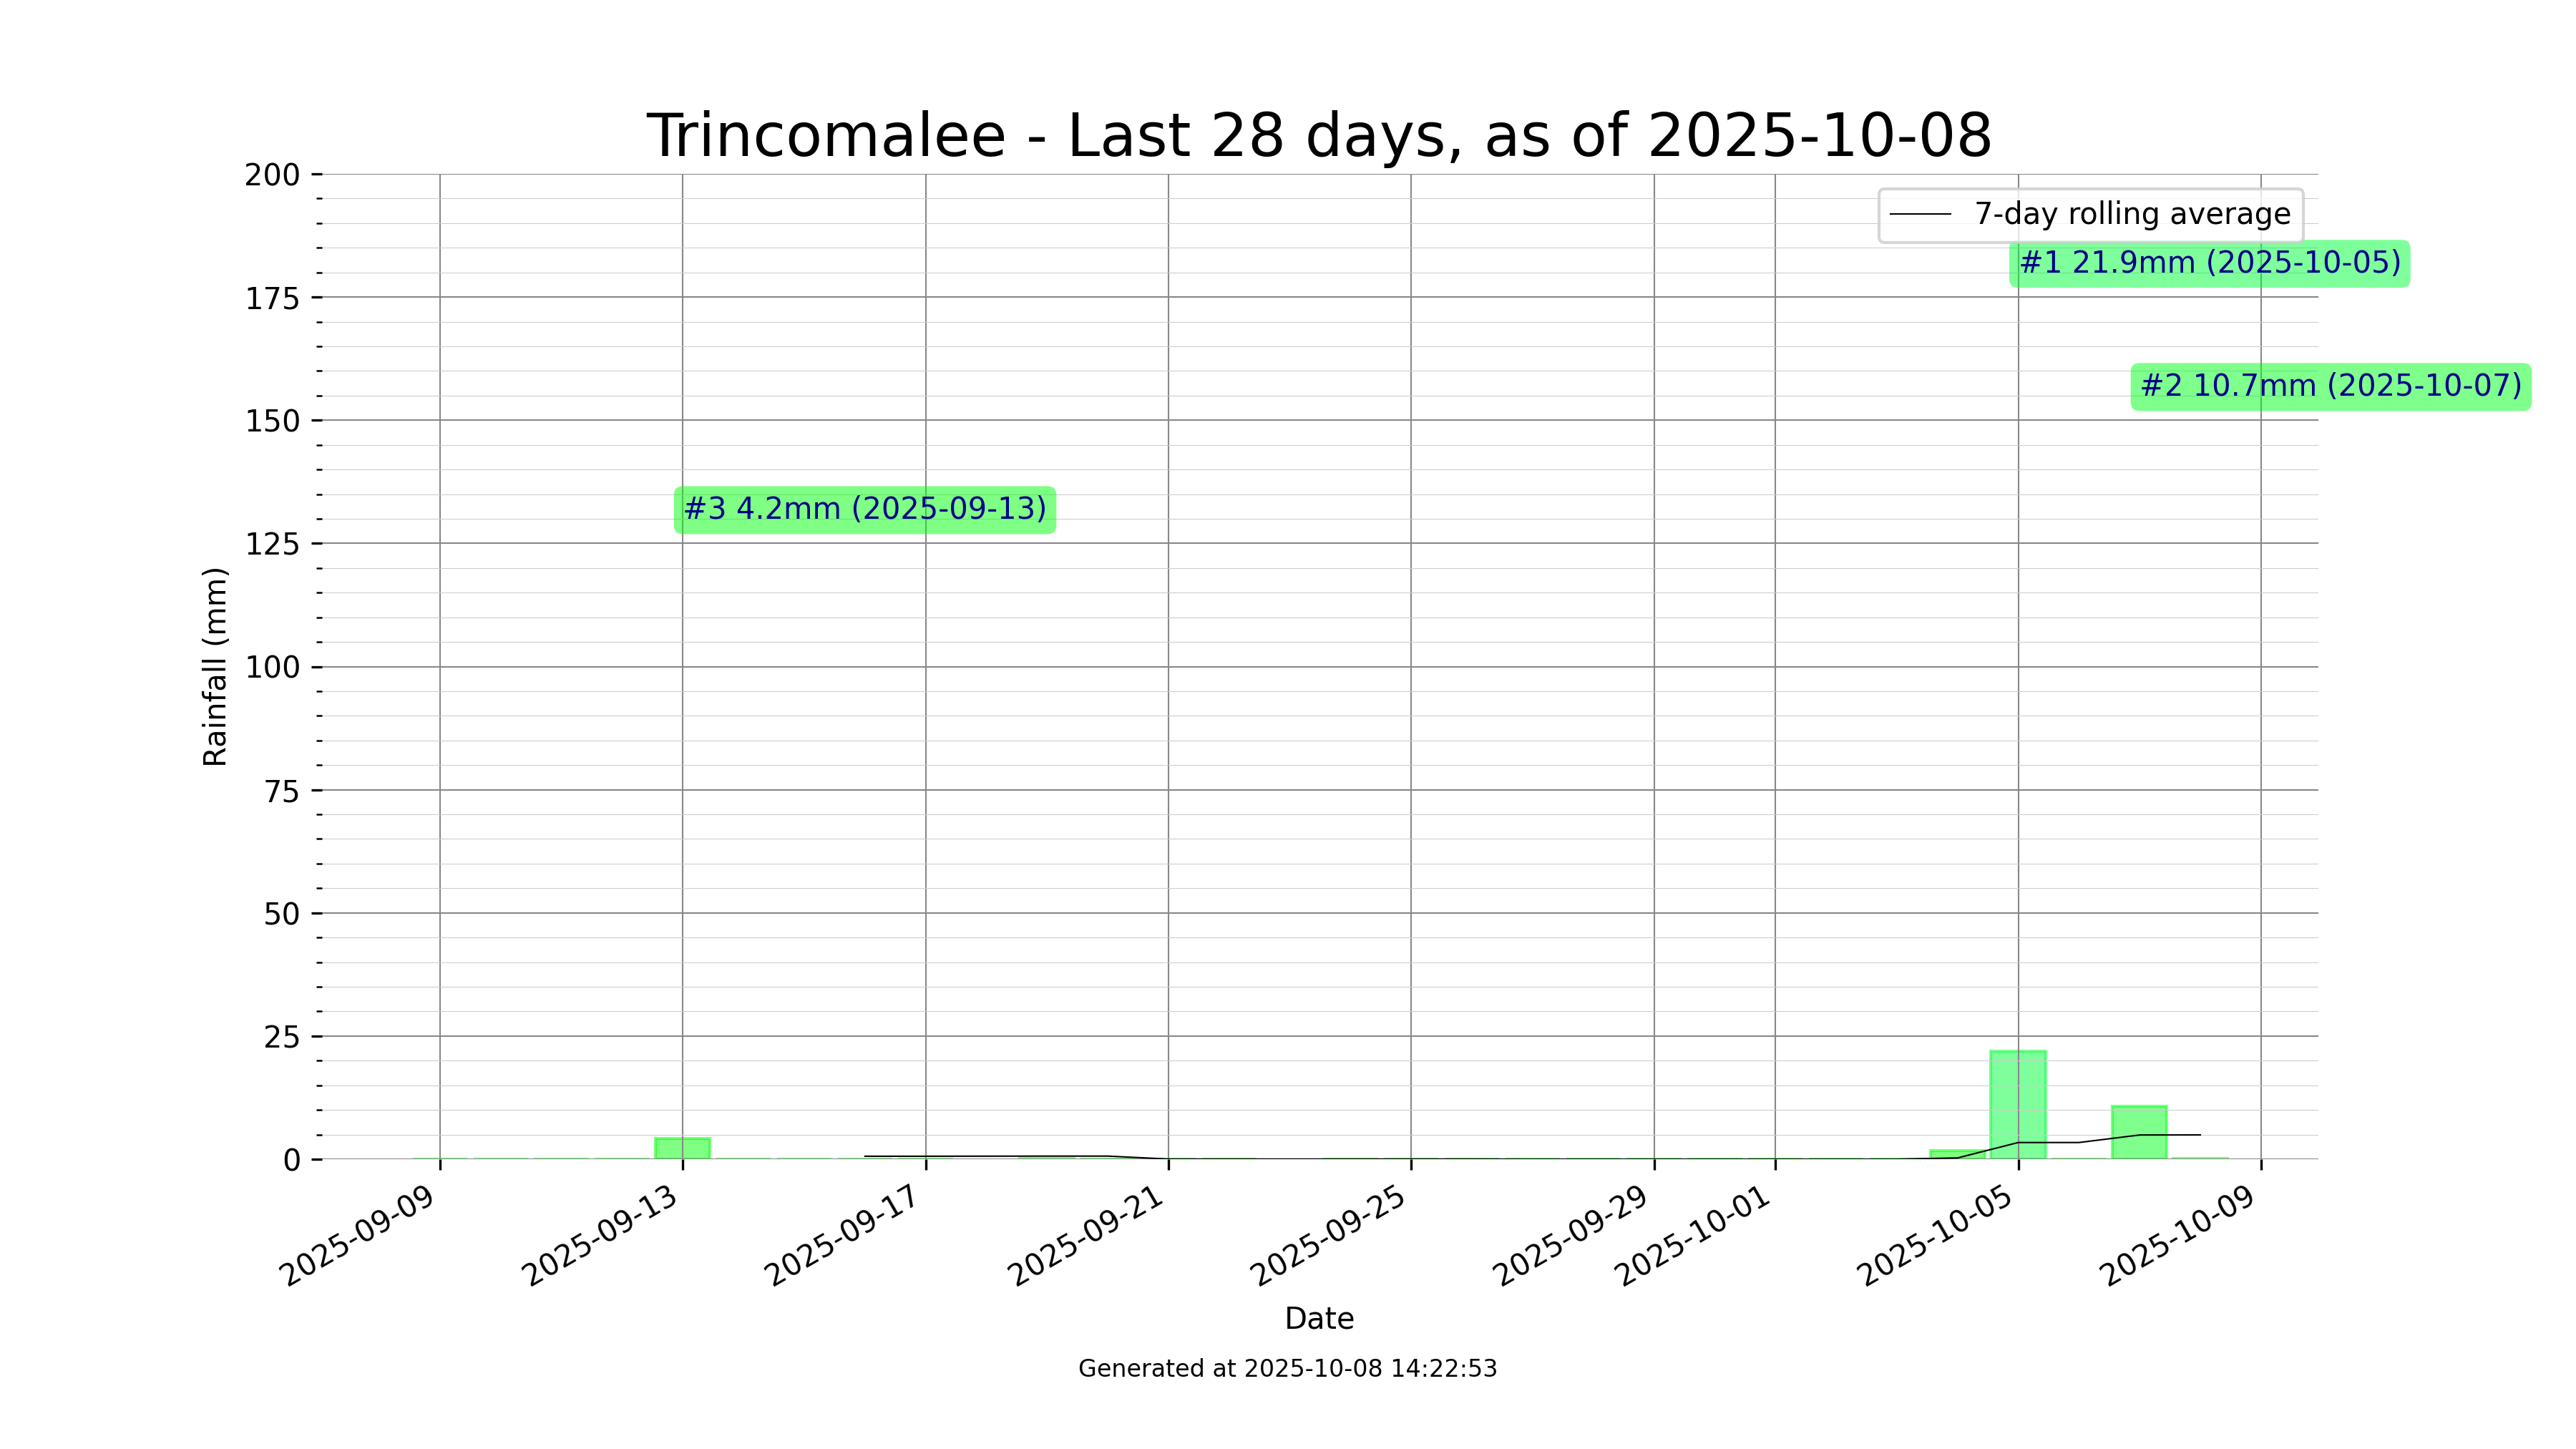 Trincomalee - Last 28 days, as of 2025-10-08
7-day rolling average
#1 21.9mm (2025-10-05)
#2 10.7mm (2025-10-07)
#3 4.2mm (2025-09-13)
Rainfall (mm)
200
175
150
125
100
75
50
25
0
2025-09-09
2025-09-13
2025-09-17
2025-09-21
2025-09-25
2025-09-29
2025-10-01
2025-10-05
2025-10-09
Date
Generated at 2025-10-08 14:22:53